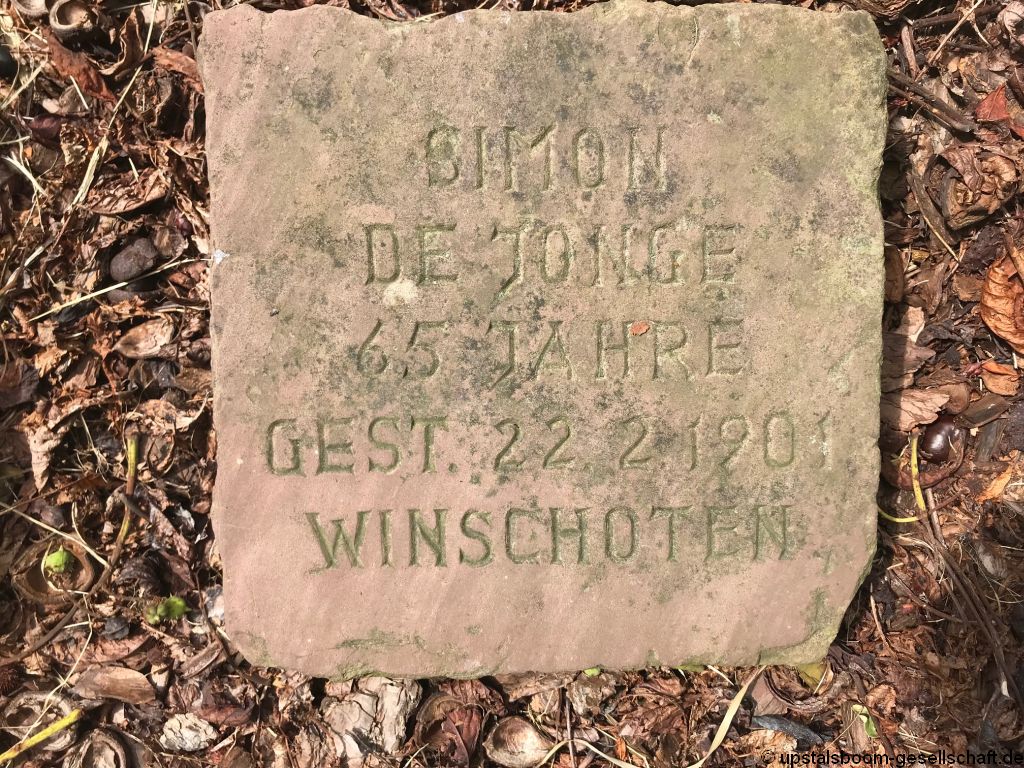 SIMON
DE JONGE
65 JAHRE
GEST. 22. 2 1901
WINSCHOTEN
© upstalsboom-gesellschaft.de